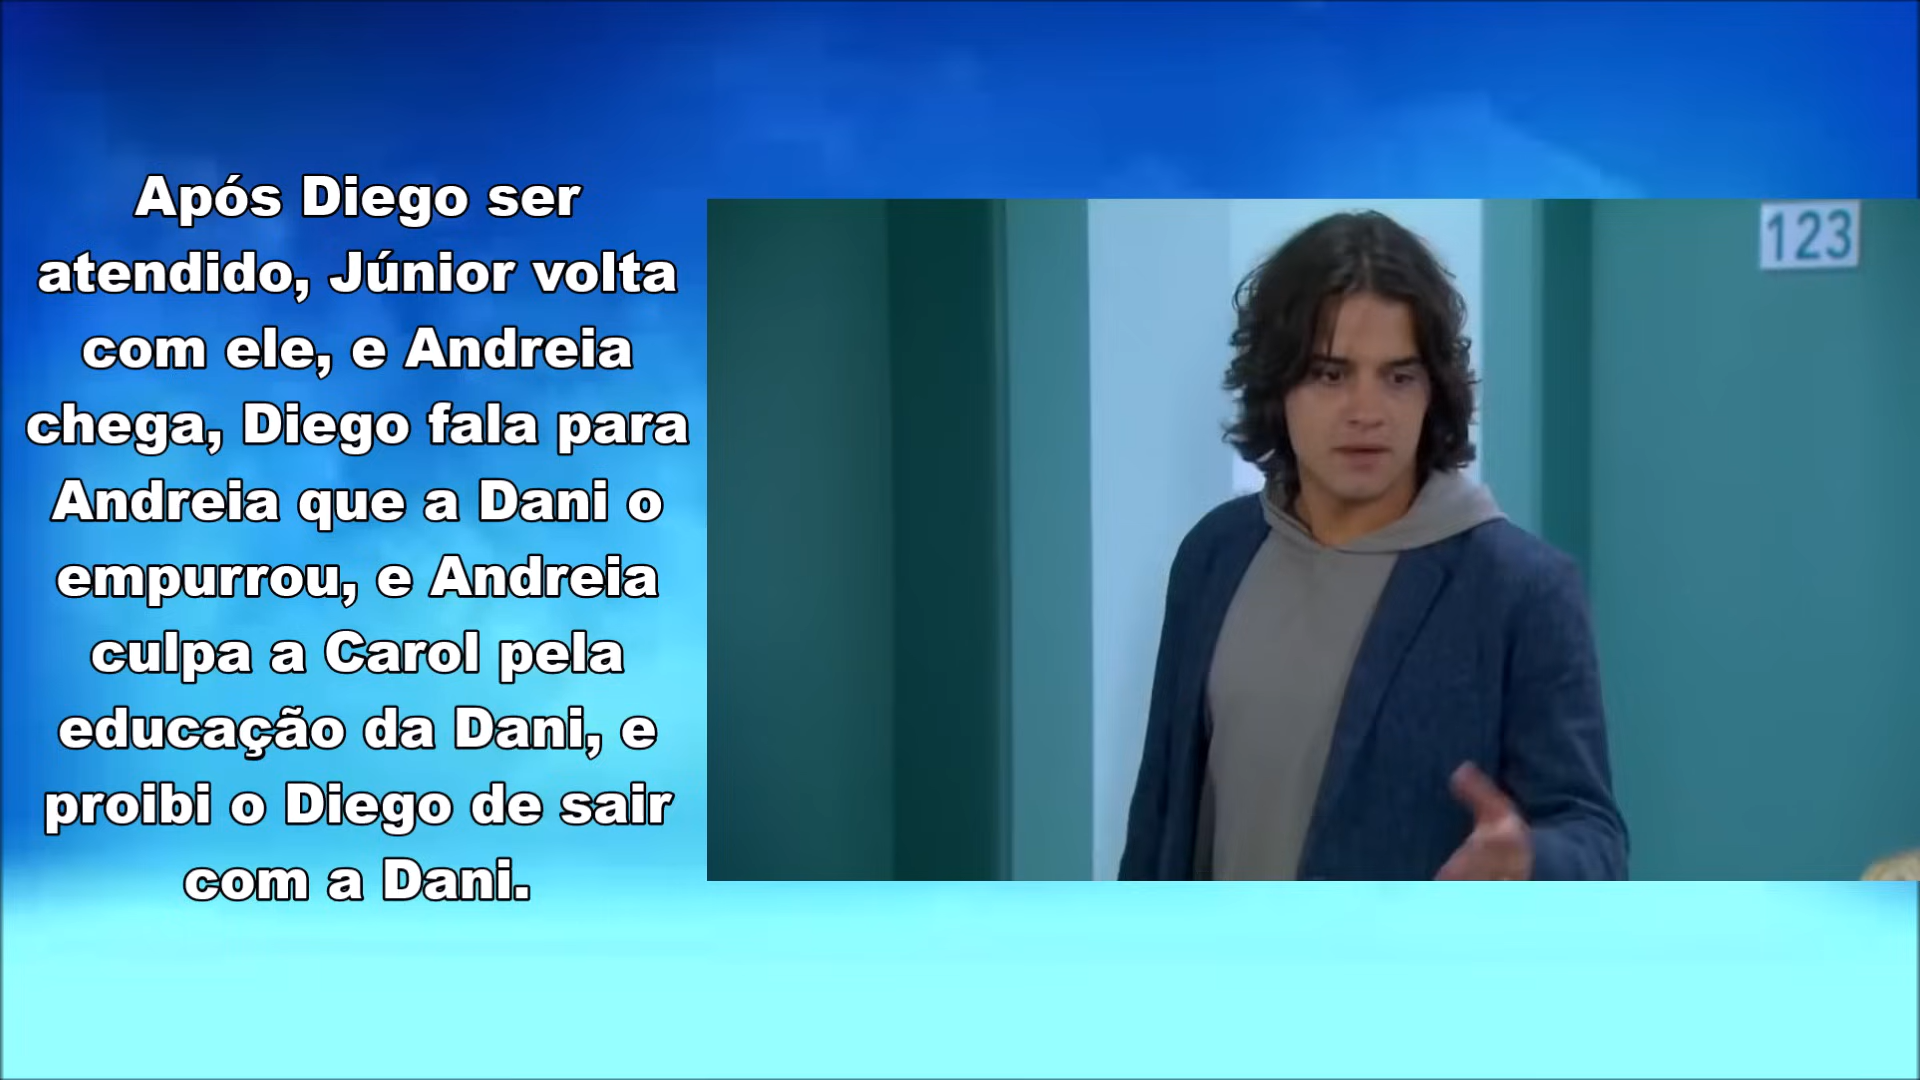 Após Diego ser
atendido, Júnior volta
com ele, e Andreia
chega, Diego fala para
Andreia que a Dani o
empurrou, e Andreia
culpa a Carol pela
educação da Dani, e
proibi o Diego de sair
com a Dani.
123